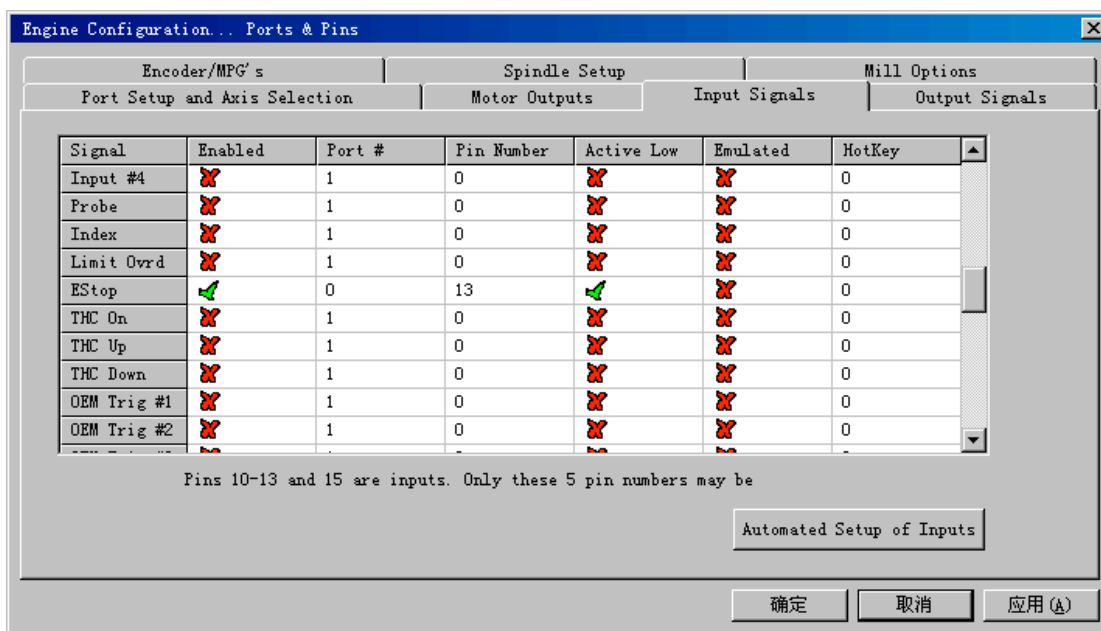 Engine Configuration... Ports & Pins
Encoder/MPG's Spindle Setup Mill Options
Port Setup and Axis Selection Motor Outputs Input Signals Output Signals
Signal Enabled Port # Pin Number Active Low Emulated HotKey
Input #4 1 0 0
Probe 1 0 0
Index 1 0 0
Limit Ovrd 1 0 0
EStop 0 13 0
THC On 1 0 0
THC Up 1 0 0
THC Down 1 0 0
OEM Trig #1 1 0 0
OEM Trig #2 1 0 0
Pins 10-13 and 15 are inputs. Only these 5 pin numbers may be
Automated Setup of Inputs
确定 取消 应用(A)